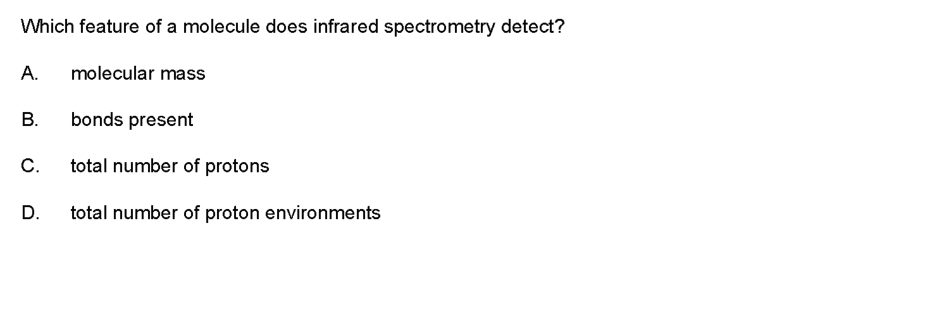 Which feature of a molecule does infrared spectrometry detect?
A. molecular mass
B. bonds present
C. total number of protons
D. total number of proton environments